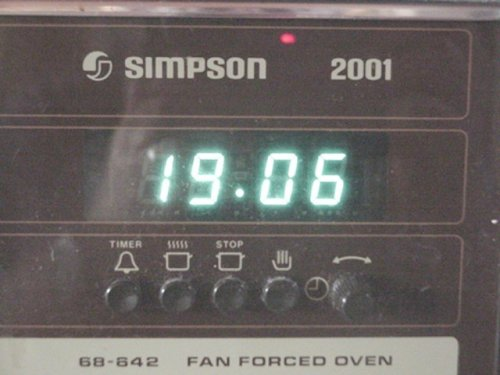 SIMPSON 2001
19.06
TIMER STOP
68-642 FAN FORCED OVEN